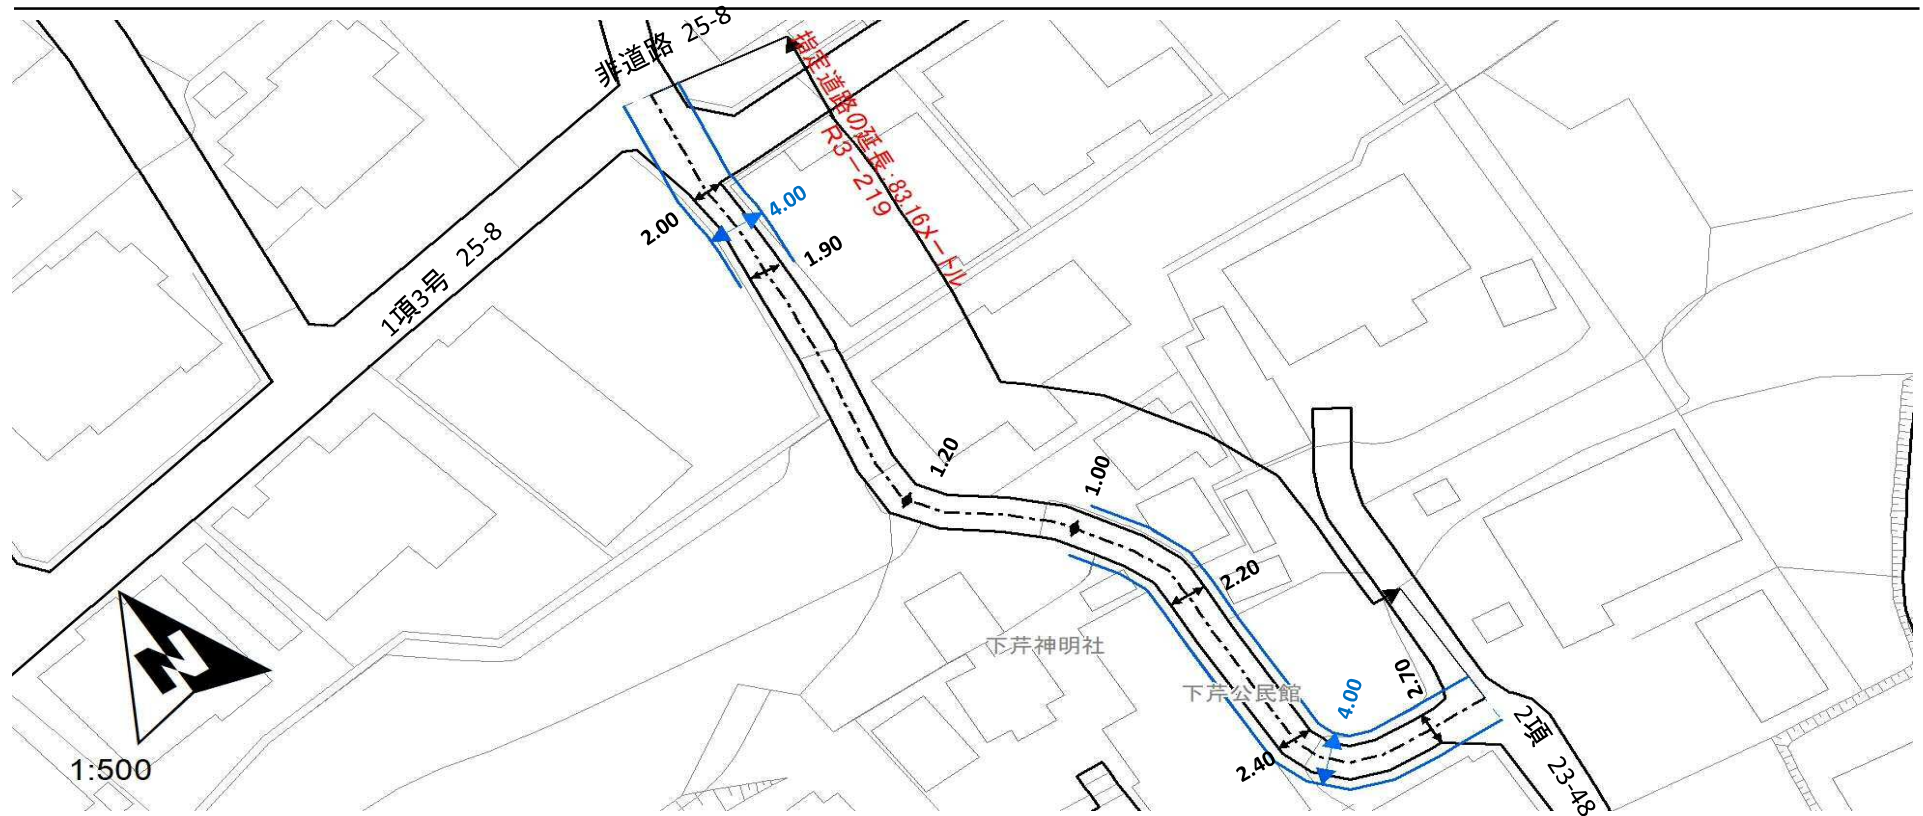 非道路 25-8
指定道路の延長:83.16メートル
R3-219
4.00
2.00
1.90
1項3号 25-8
1.20
1.00
2.20
下芹神明社
下芹公民館
2.70
4.00
2.40
2項 23-48
N
1:500